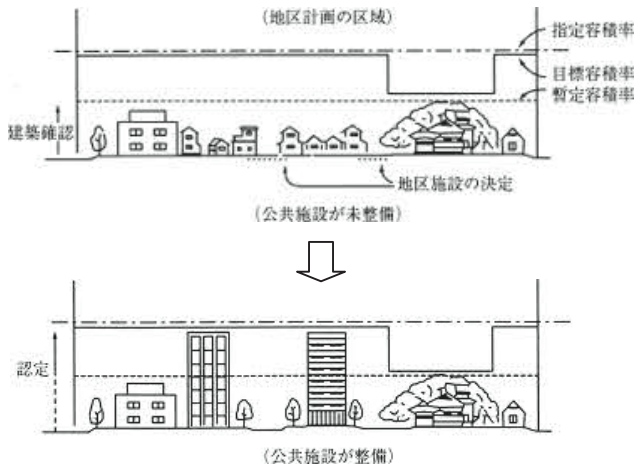 (地区計画の区域)
指定容積率
目標容積率
暫定容積率
建築確認
地区施設の決定
(公共施設が未整備)
認定
(公共施設が整備)